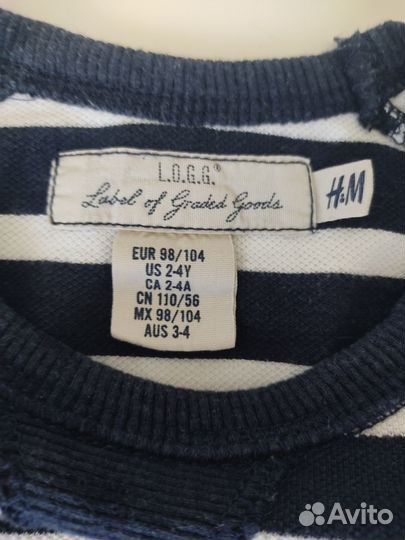 L.O.G.G.®
Label of Graded Goods
H&M
EUR 98/104
US 2-4Y
CA 2-4A
CN 110/56
MX 98/104
AUS 3-4
Avito